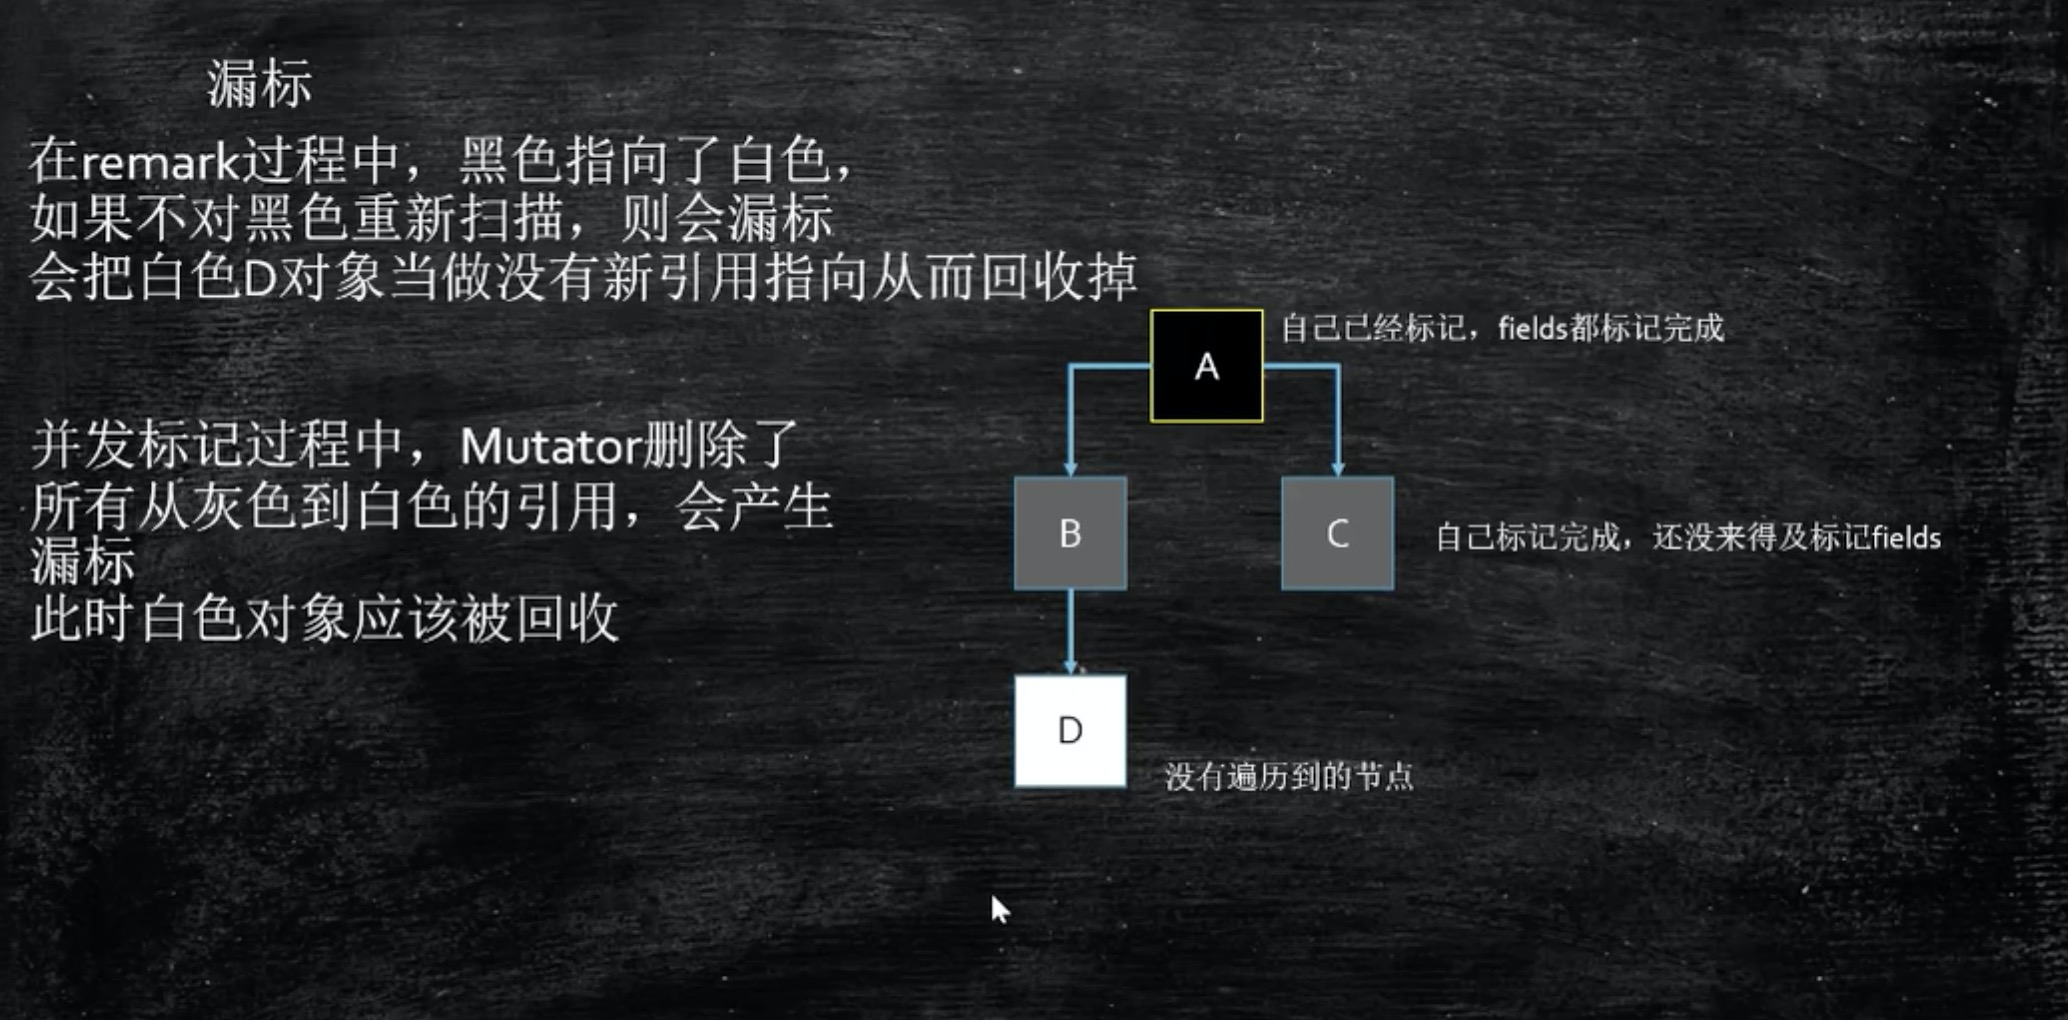 漏标
在remark过程中，黑色指向了白色，
如果不对黑色重新扫描，则会漏标
会把白色D对象当做没有新引用指向从而回收掉
并发标记过程中，Mutator删除了
所有从灰色到白色的引用，会产生
漏标
此时白色对象应该被回收
A
自己已经标记，fields都标记完成
B
C
自己标记完成，还没来得及标记fields
D
没有遍历到的节点